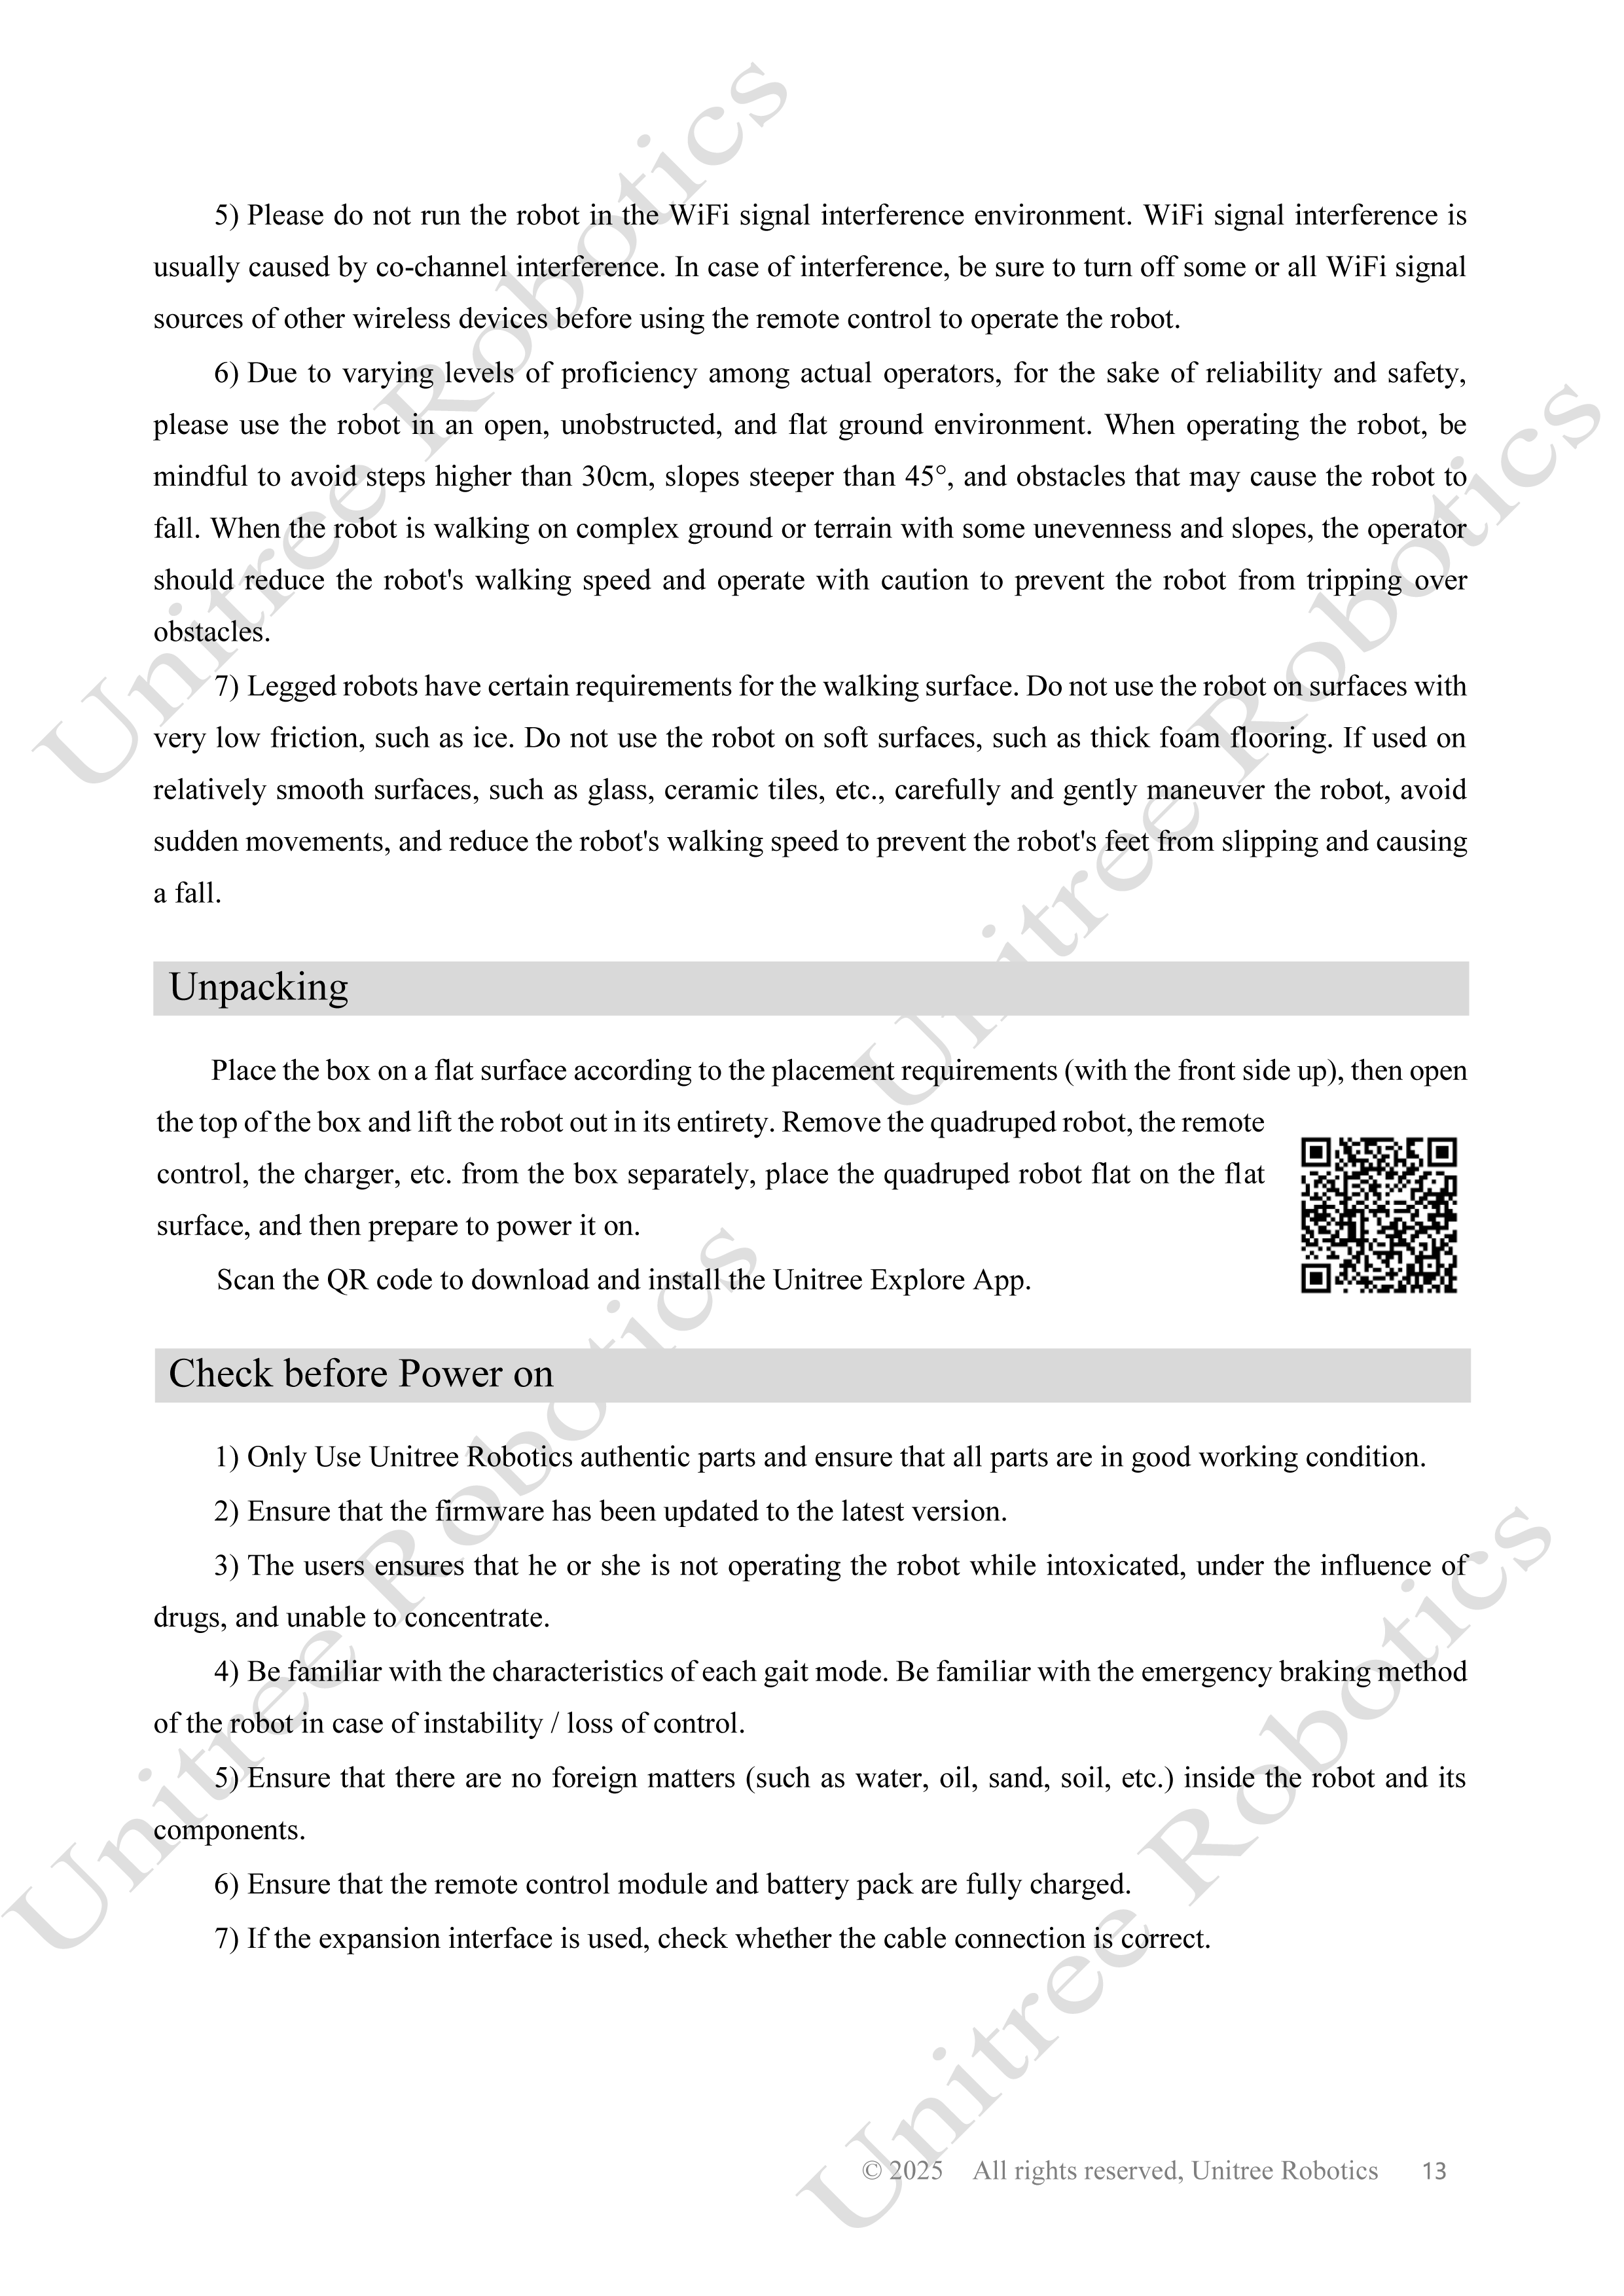 5) Please do not run the robot in the WiFi signal interference environment. WiFi signal interference is
usually caused by co-channel interference. In case of interference, be sure to turn off some or all WiFi signal
sources of other wireless devices before using the remote control to operate the robot.
6) Due to varying levels of proficiency among actual operators, for the sake of reliability and safety,
please use the robot in an open, unobstructed, and flat ground environment. When operating the robot, be
mindful to avoid steps higher than 30cm, slopes steeper than 45°, and obstacles that may cause the robot to
fall. When the robot is walking on complex ground or terrain with some unevenness and slopes, the operator
should reduce the robot's walking speed and operate with caution to prevent the robot from tripping over
obstacles.
7) Legged robots have certain requirements for the walking surface. Do not use the robot on surfaces with
very low friction, such as ice. Do not use the robot on soft surfaces, such as thick foam flooring. If used on
relatively smooth surfaces, such as glass, ceramic tiles, etc., carefully and gently maneuver the robot, avoid
sudden movements, and reduce the robot's walking speed to prevent the robot's feet from slipping and causing
a fall.
Unpacking
Place the box on a flat surface according to the placement requirements (with the front side up), then open
the top of the box and lift the robot out in its entirety. Remove the quadruped robot, the remote
control, the charger, etc. from the box separately, place the quadruped robot flat on the flat
surface, and then prepare to power it on.
Scan the QR code to download and install the Unitree Explore App.
Check before Power on
1) Only Use Unitree Robotics authentic parts and ensure that all parts are in good working condition.
2) Ensure that the firmware has been updated to the latest version.
3) The users ensures that he or she is not operating the robot while intoxicated, under the influence of
drugs, and unable to concentrate.
4) Be familiar with the characteristics of each gait mode. Be familiar with the emergency braking method
of the robot in case of instability / loss of control.
5) Ensure that there are no foreign matters (such as water, oil, sand, soil, etc.) inside the robot and its
components.
6) Ensure that the remote control module and battery pack are fully charged.
7) If the expansion interface is used, check whether the cable connection is correct.
© 2025 All rights reserved, Unitree Robotics 13
Unitree Robotics
Unitree Robotics
Unitree Robotics
Unitree Robotics